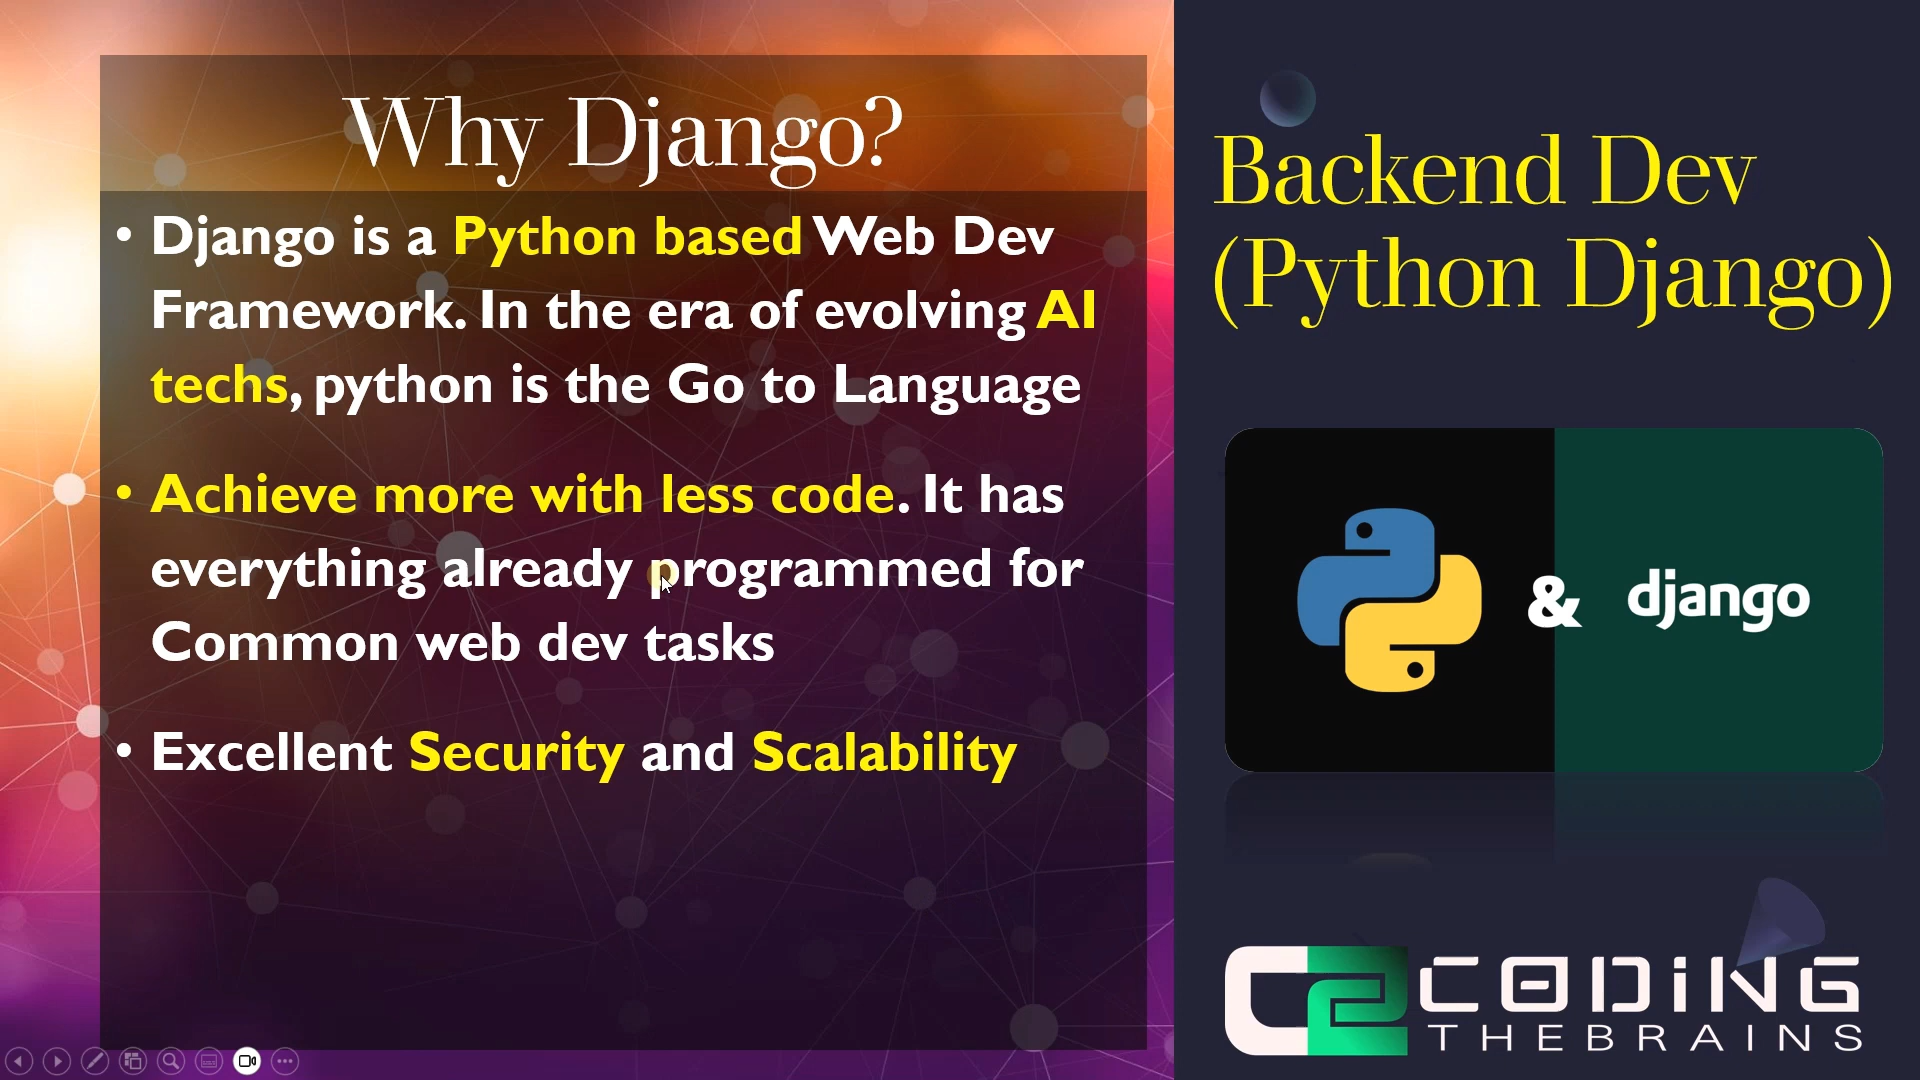 Why Django?
• Django is a Python based Web Dev
Framework. In the era of evolving AI
techs, python is the Go to Language
• Achieve more with less code. It has
everything already programmed for
Common web dev tasks
• Excellent Security and Scalability
Backend Dev
(Python Django)
& django
CODiNG
THEBRAINS